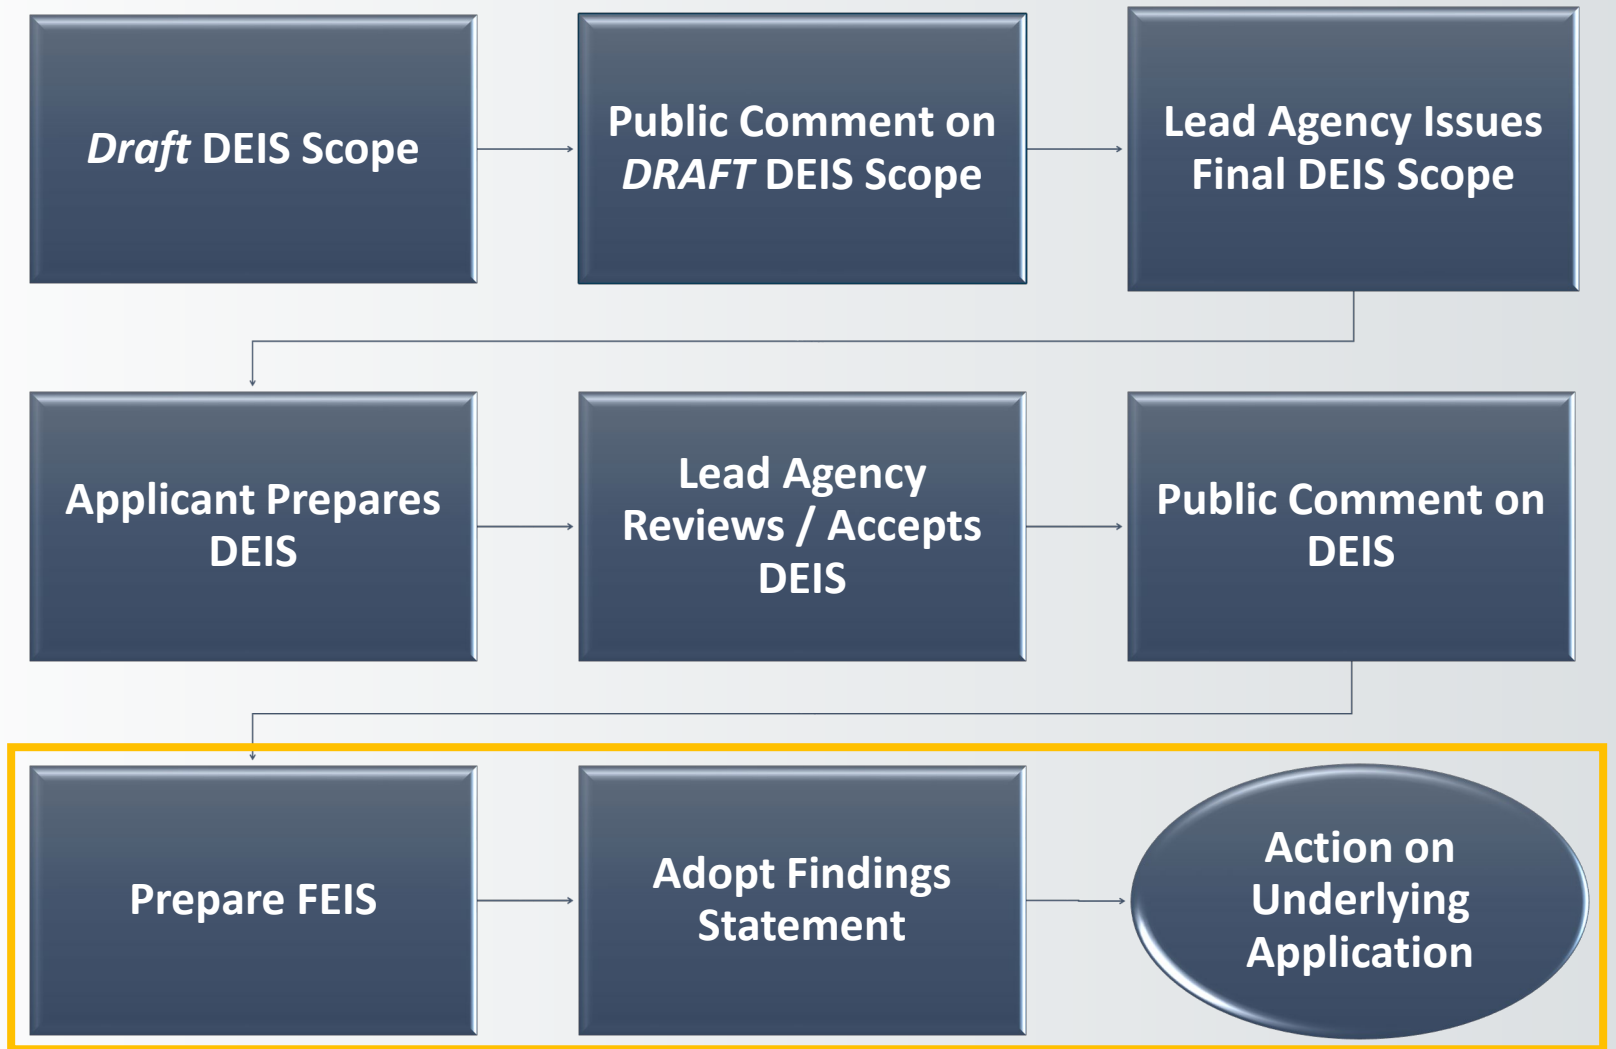 Draft DEIS Scope
Public Comment on
DRAFT DEIS Scope
Lead Agency Issues
Final DEIS Scope
Applicant Prepares
DEIS
Lead Agency
Reviews / Accepts
DEIS
Public Comment on
DEIS
Prepare FEIS
Adopt Findings
Statement
Action on
Underlying
Application